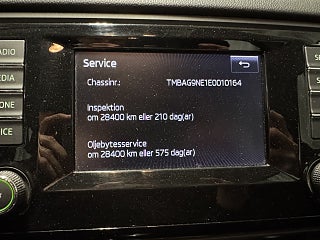 Service
Chassinr.: TMBAG9NE1E0010164
Inspektion
om 28400 km eller 210 dag(ar)
Oljebytesservice
om 28400 km eller 575 dag(ar)
ADIO
EDIA
ONE
ICE